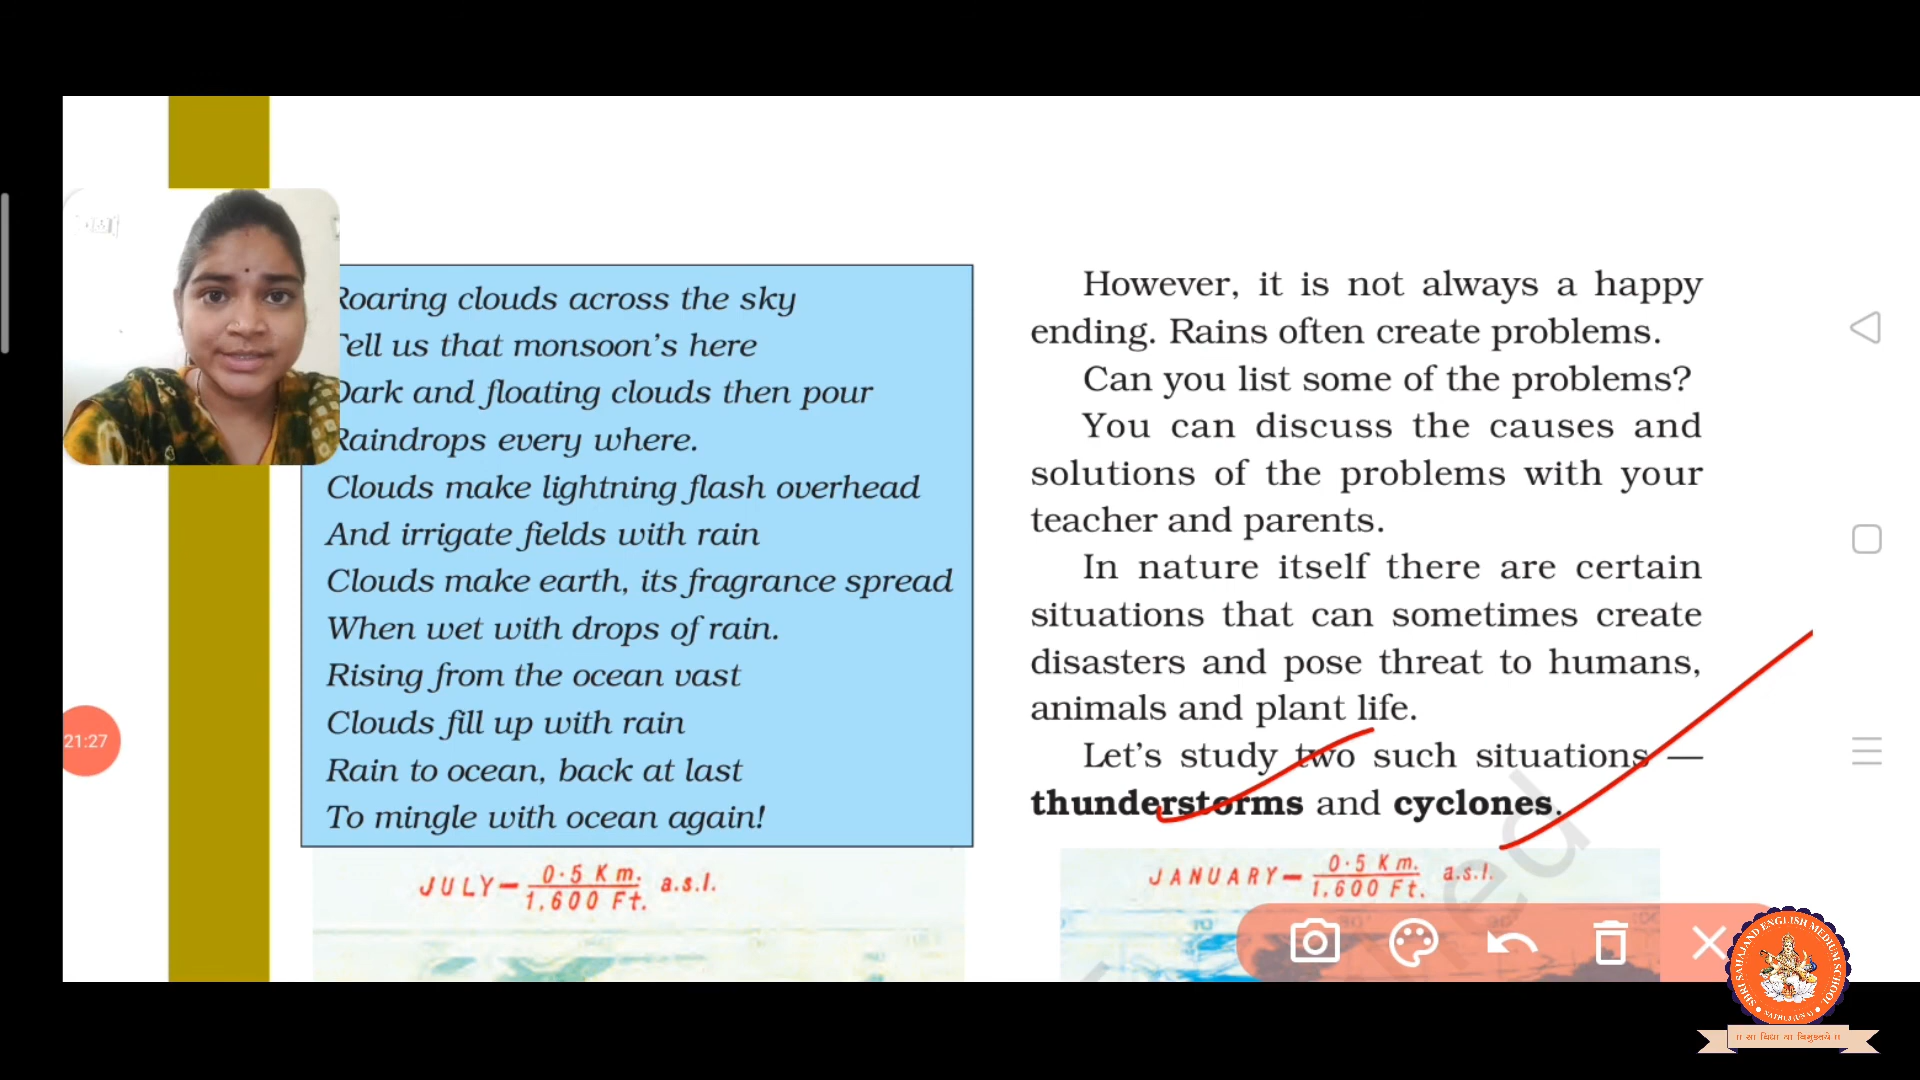 Roaring clouds across the sky
Tell us that monsoon's here
Dark and floating clouds then pour
Raindrops every where.
Clouds make lightning flash overhead
And irrigate fields with rain
Clouds make earth, its fragrance spread
When wet with drops of rain.
Rising from the ocean vast
Clouds fill up with rain
Rain to ocean, back at last
To mingle with ocean again!
JULY— 0·5 Km. a.s.l.
1,600 Ft.
However, it is not always a happy
ending. Rains often create problems.
Can you list some of the problems?
You can discuss the causes and
solutions of the problems with your
teacher and parents.
In nature itself there are certain
situations that can sometimes create
disasters and pose threat to humans,
animals and plant life.
Let's study two such situations —
thunderstorms and cyclones.
JANUARY— 0·5 Km. a.s.l.
1,600 Ft.
21:27
SHRI SAHAJAND ENGLISH MEDIUM SCHOOL
।। सा विद्या या विमुक्तये ।।